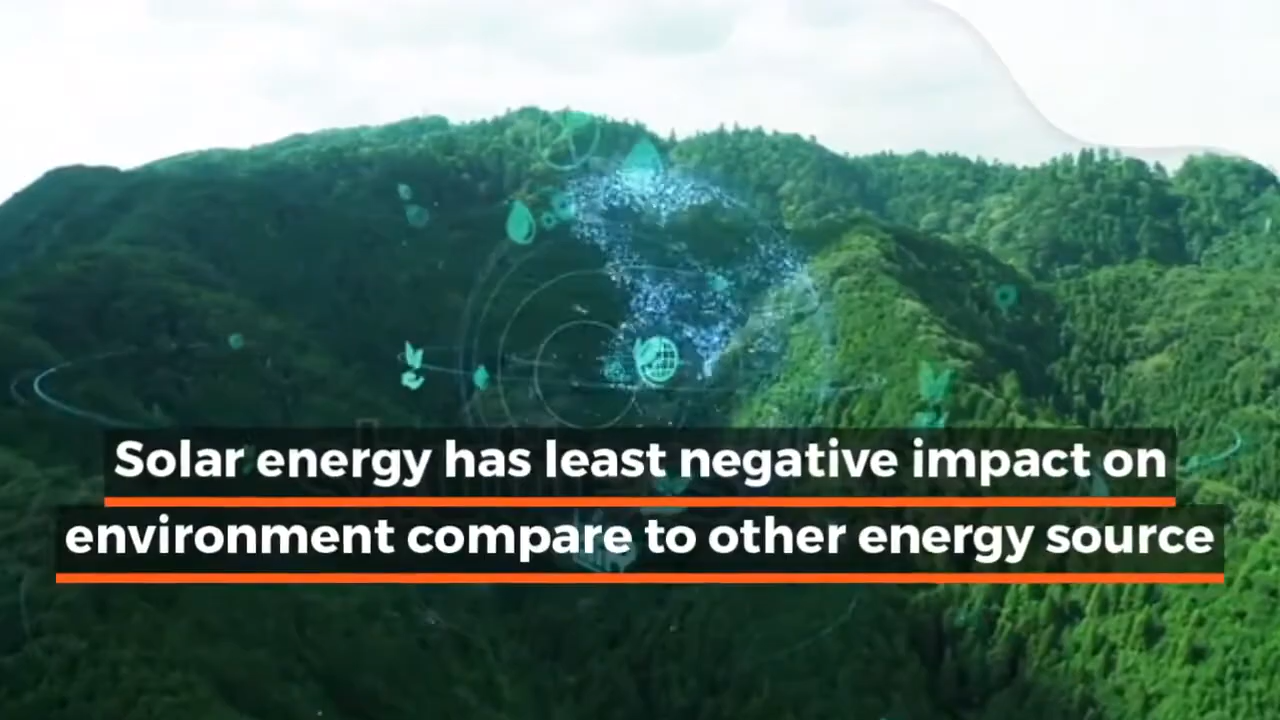 Solar energy has least negative impact on
environment compare to other energy source